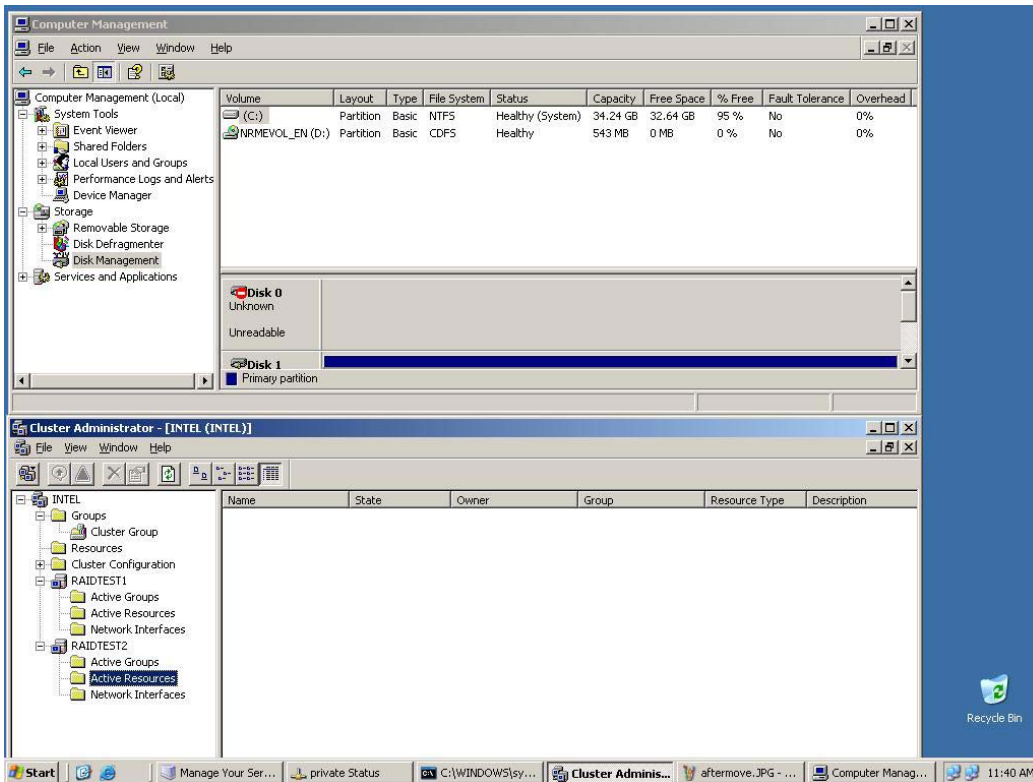 Computer Management
File Action View Window Help
Computer Management (Local)
System Tools
Event Viewer
Shared Folders
Local Users and Groups
Performance Logs and Alerts
Device Manager
Storage
Removable Storage
Disk Defragmenter
Disk Management
Services and Applications
Volume Layout Type File System Status Capacity Free Space % Free Fault Tolerance Overhead
(C:) Partition Basic NTFS Healthy (System) 34.24 GB 32.64 GB 95 % No 0%
NRMEVOL_EN (D:) Partition Basic CDFS Healthy 543 MB 0 MB 0 % No 0%
Disk 0
Unknown
Unreadable
Disk 1
Primary partition
Cluster Administrator - [INTEL (INTEL)]
File View Window Help
INTEL
Groups
Cluster Group
Resources
Cluster Configuration
RAIDTEST1
Active Groups
Active Resources
Network Interfaces
RAIDTEST2
Active Groups
Active Resources
Network Interfaces
Name State Owner Group Resource Type Description
Recycle Bin
Start Manage Your Ser... private Status C:\WINDOWS\sy... Cluster Adminis... aftermove.JPG - ... Computer Manag... 11:40 AM